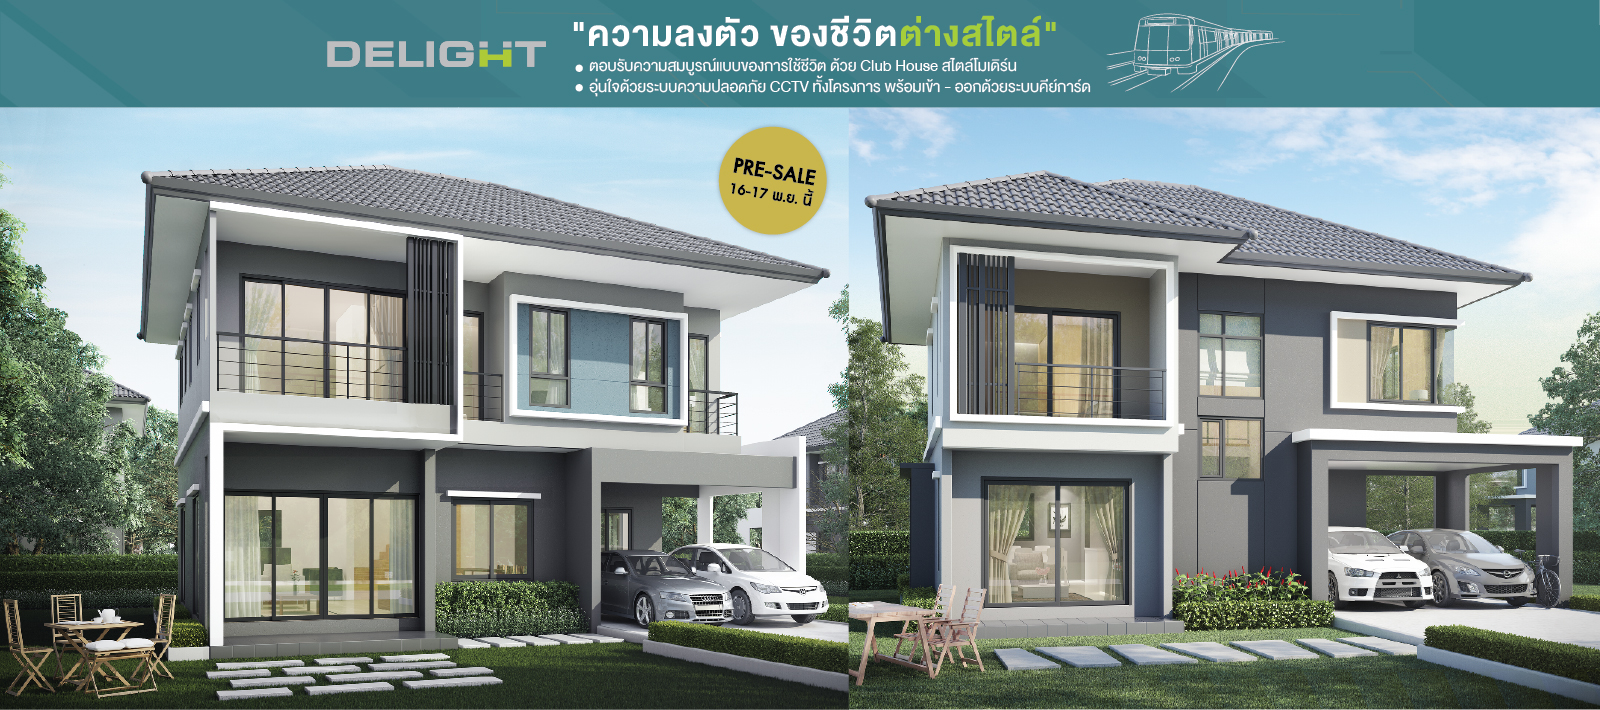 DELIGHT
"ความลงตัว ของชีวิตต่างสไตล์"
● ตอบรับความสมบูรณ์แบบของการใช้ชีวิต ด้วย Club House สไตล์โมเดิร์น
● อุ่นใจด้วยระบบความปลอดภัย CCTV ทั้งโครงการ พร้อมเข้า - ออกด้วยระบบคีย์การ์ด
PRE-SALE
16-17 พ.ย. นี้